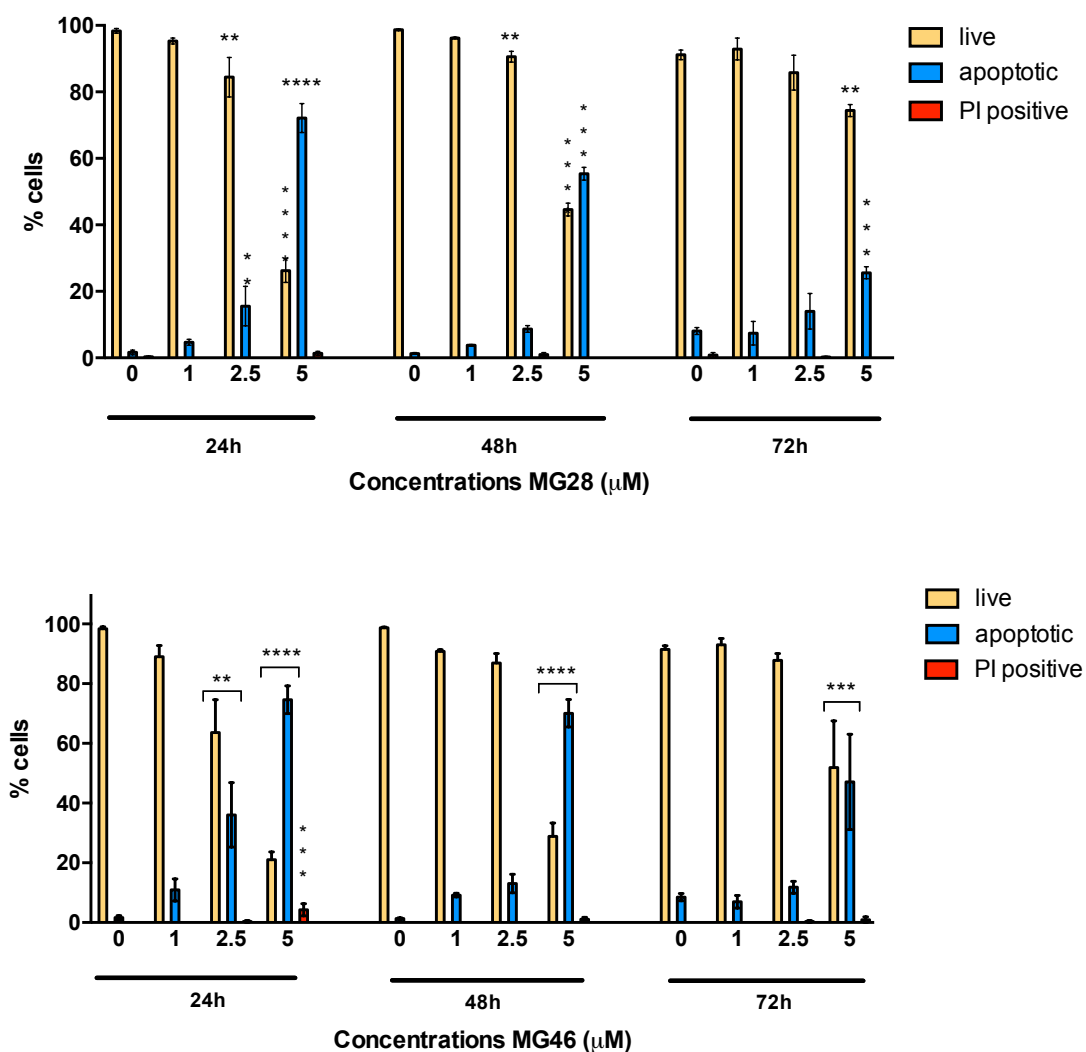 100
80
60
40
20
0
% cells
**
****
****
**
**
***
***
**
***
live
apoptotic
PI positive
0 1 2.5 5 0 1 2.5 5 0 1 2.5 5
24h 48h 72h
Concentrations MG28 (μM)
100
80
60
40
20
0
% cells
**
****
***
****
***
live
apoptotic
PI positive
0 1 2.5 5 0 1 2.5 5 0 1 2.5 5
24h 48h 72h
Concentrations MG46 (μM)